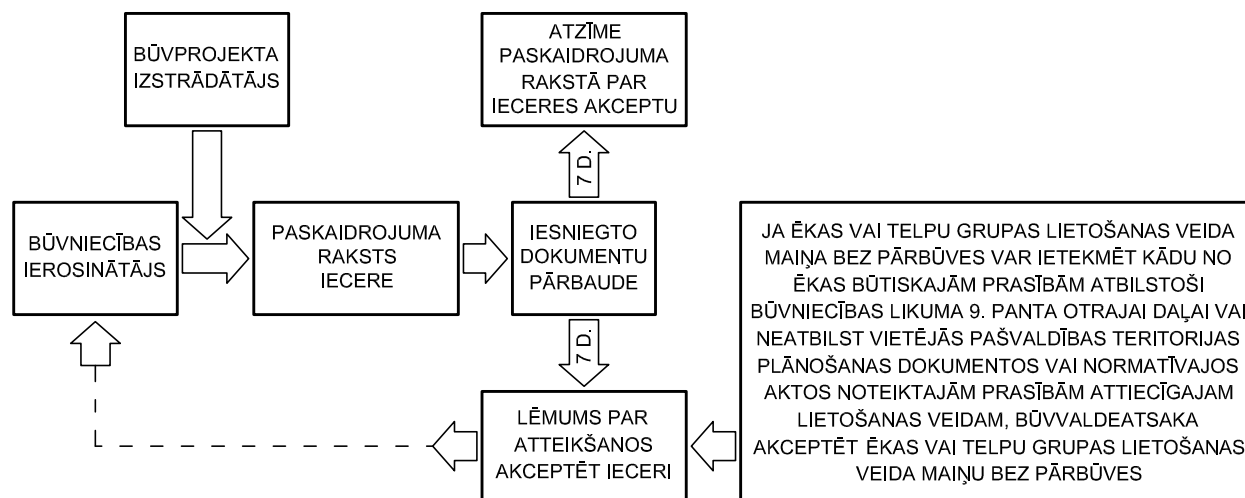 BŪVPROJEKTA
IZSTRĀDĀTĀJS
ATZĪME
PASKAIDROJUMA
RAKSTĀ PAR
IECERES AKCEPTU
7 D.
BŪVNIECĪBAS
IEROSINĀTĀJS
PASKAIDROJUMA
RAKSTS
IECERE
IESNIEGTO
DOKUMENTU
PĀRBAUDE
7 D.
LĒMUMS PAR
ATTEIKŠANOS
AKCEPTĒT IECERI
JA ĒKAS VAI TELPU GRUPAS LIETOŠANAS VEIDA
MAIŅA BEZ PĀRBŪVES VAR IETEKMĒT KĀDU NO
ĒKAS BŪTISKAJĀM PRASĪBĀM ATBILSTOŠI
BŪVNIECĪBAS LIKUMA 9. PANTA OTRAJAI DAĻAI VAI
NEATBILST VIETĒJĀS PAŠVALDĪBAS TERITORIJAS
PLĀNOŠANAS DOKUMENTOS VAI NORMATĪVAJOS
AKTOS NOTEIKTAJĀM PRASĪBĀM ATTIECĪGAJAM
LIETOŠANAS VEIDAM, BŪVVALDEATSAKA
AKCEPTĒT ĒKAS VAI TELPU GRUPAS LIETOŠANAS
VEIDA MAIŅU BEZ PĀRBŪVES